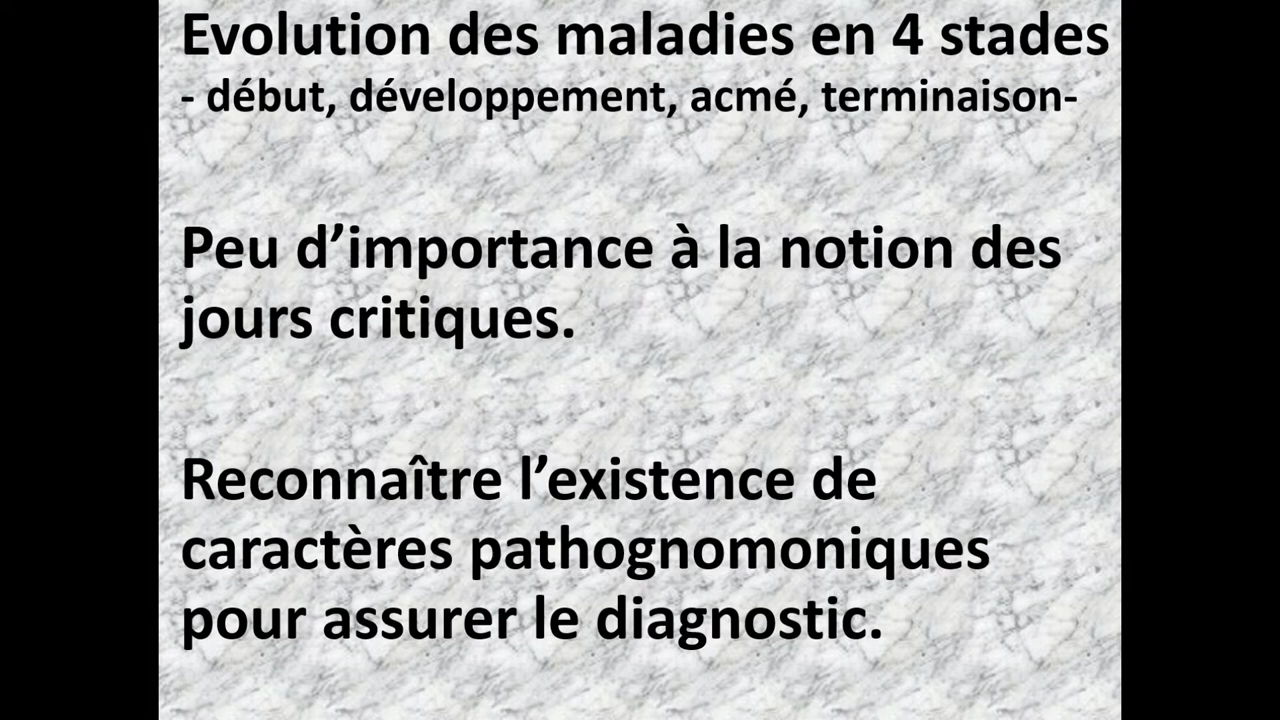 Evolution des maladies en 4 stades
- début, développement, acmé, terminaison-
Peu d’importance à la notion des
jours critiques.
Reconnaître l’existence de
caractères pathognomoniques
pour assurer le diagnostic.